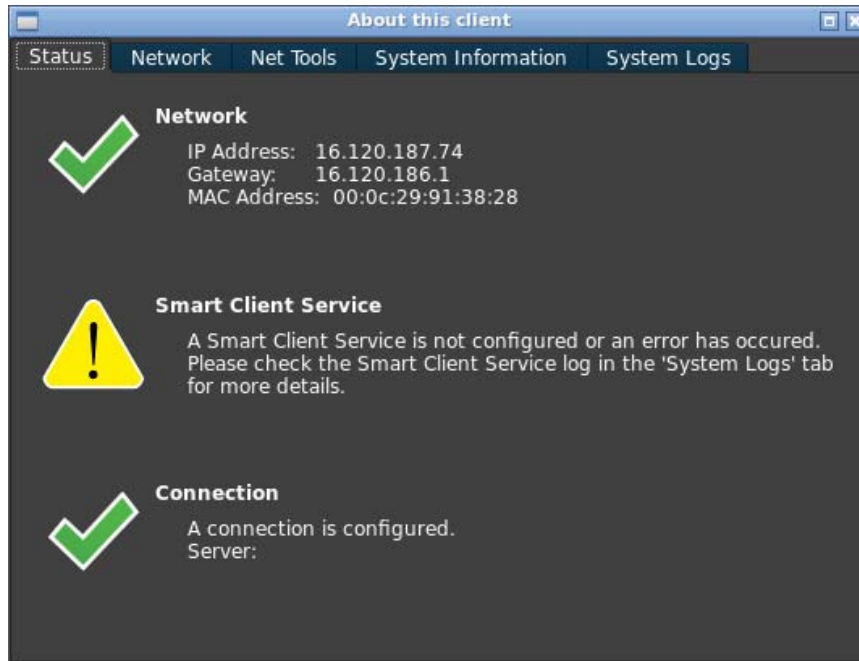 About this client
Status Network Net Tools System Information System Logs
Network
IP Address: 16.120.187.74
Gateway: 16.120.186.1
MAC Address: 00:0c:29:91:38:28
Smart Client Service
A Smart Client Service is not configured or an error has occured.
Please check the Smart Client Service log in the 'System Logs' tab
for more details.
Connection
A connection is configured.
Server: